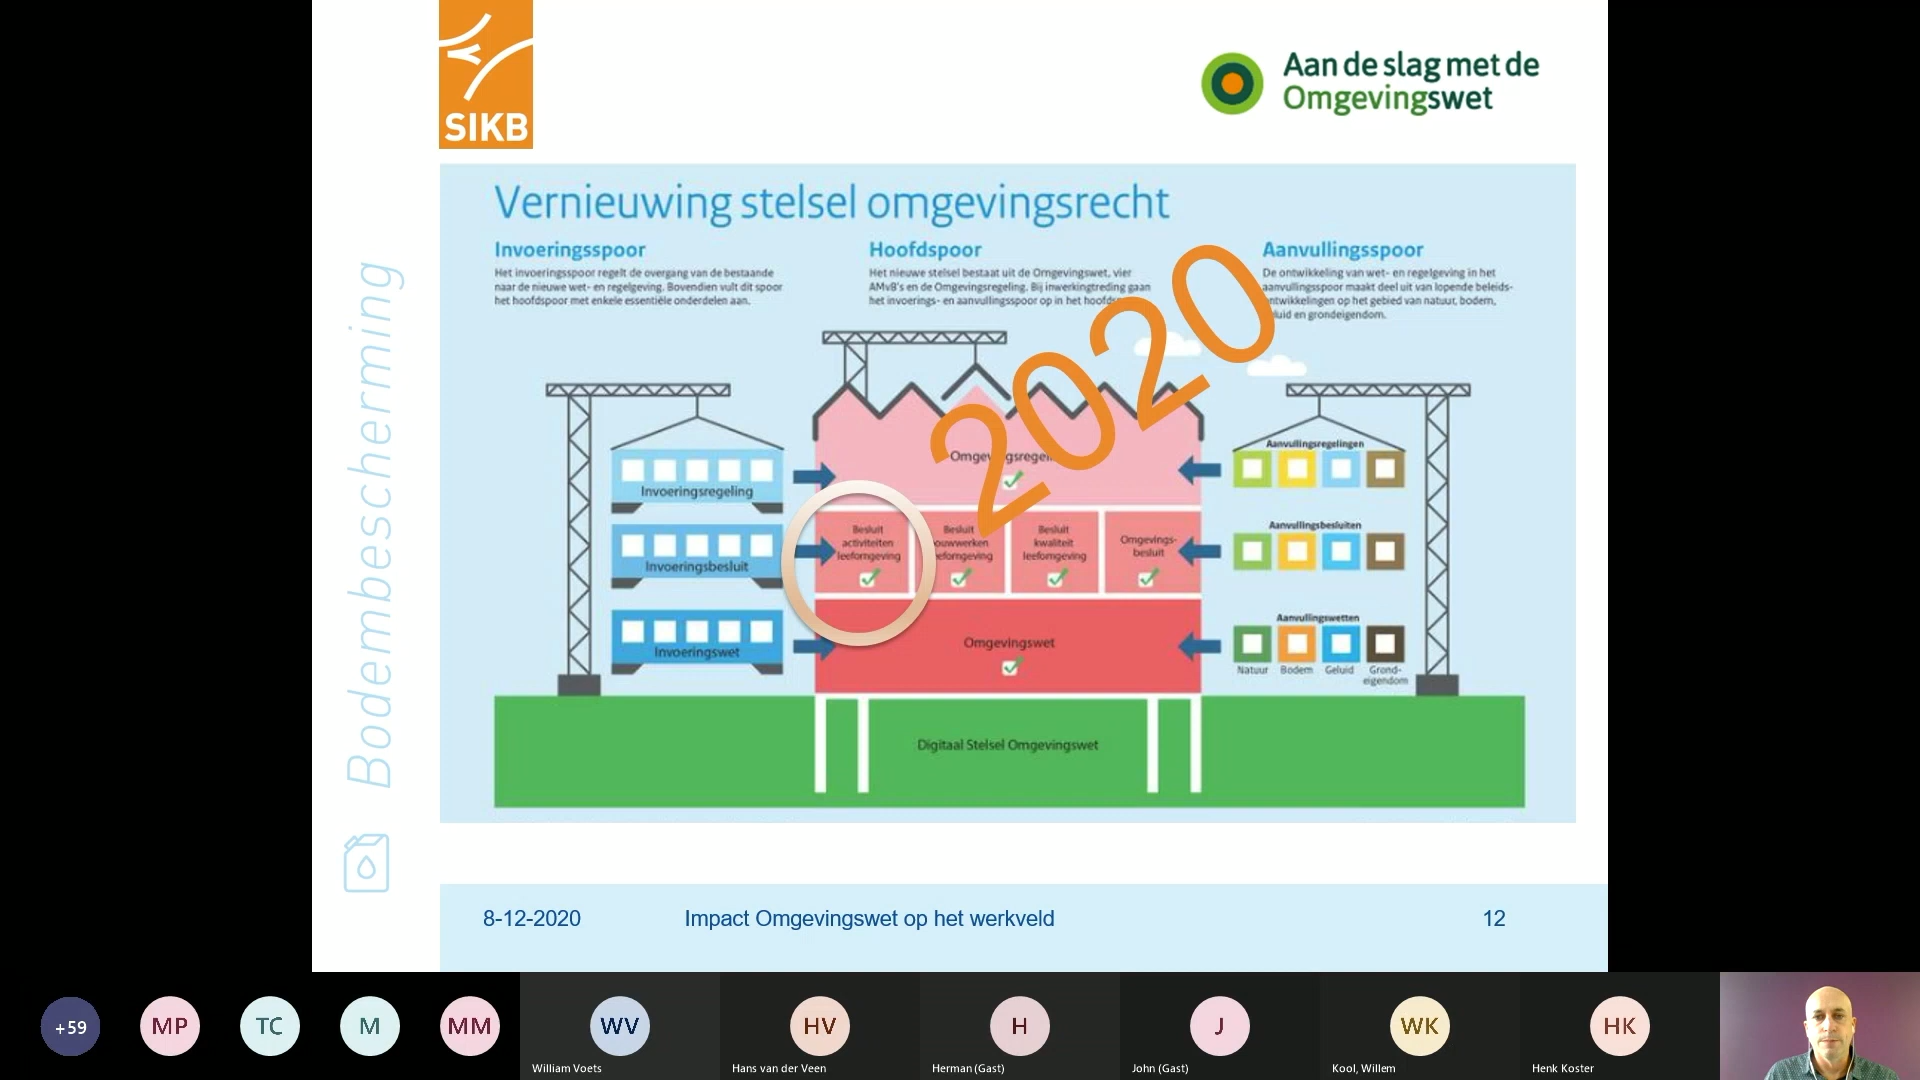 SIKB
Aan de slag met de
Omgevingswet
Bodembescherming
Vernieuwing stelsel omgevingsrecht
Invoeringsspoor
Het invoeringsspoor regelt de overgang van de bestaande
naar de nieuwe wet- en regelgeving. Bovendien vult dit spoor
het hoofdspoor met enkele essentiële onderdelen aan.
Hoofdspoor
Het nieuwe stelsel bestaat uit de Omgevingswet, vier
AMvB's en de Omgevingsregeling. Bij inwerkingtreding gaan
het invoerings- en aanvullingsspoor op in het
Aanvullingsspoor
De ontwikkeling van wet- en regelgeving in het
aanvullingsspoor maakt deel uit van lopende beleids-
ontwikkelingen op het gebied van natuur, bodem,
en grondeigendom.
2020
Invoeringsregeling
Invoeringsbesluit
Invoeringswet
Besluit
activiteiten
leefomgeving
Besluit
Besluit
kwaliteit
leefomgeving
Omgevings-
besluit
Omgevingswet
Digitaal Stelsel Omgevingswet
Aanvullingsregelingen
Aanvullingsbesluiten
Aanvullingswetten
Natuur
Bodem
Geluid
Grond-
eigendom
8-12-2020
Impact Omgevingswet op het werkveld
12
+59
MP
TC
M
MM
WV
William Voets
HV
Hans van der Veen
H
Herman (Gast)
J
John (Gast)
WK
Kool, Willem
HK
Henk Koster